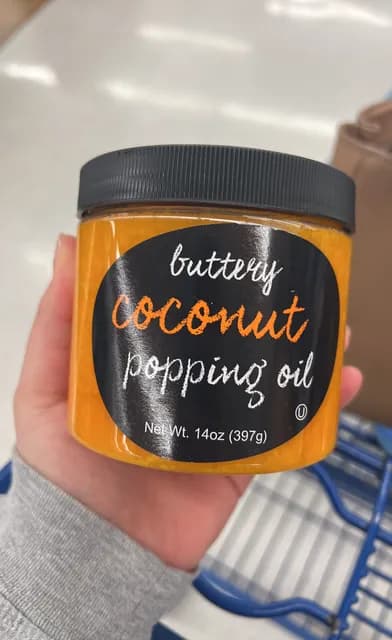 buttery
coconut
popping oil
U
Net Wt. 14oz (397g)